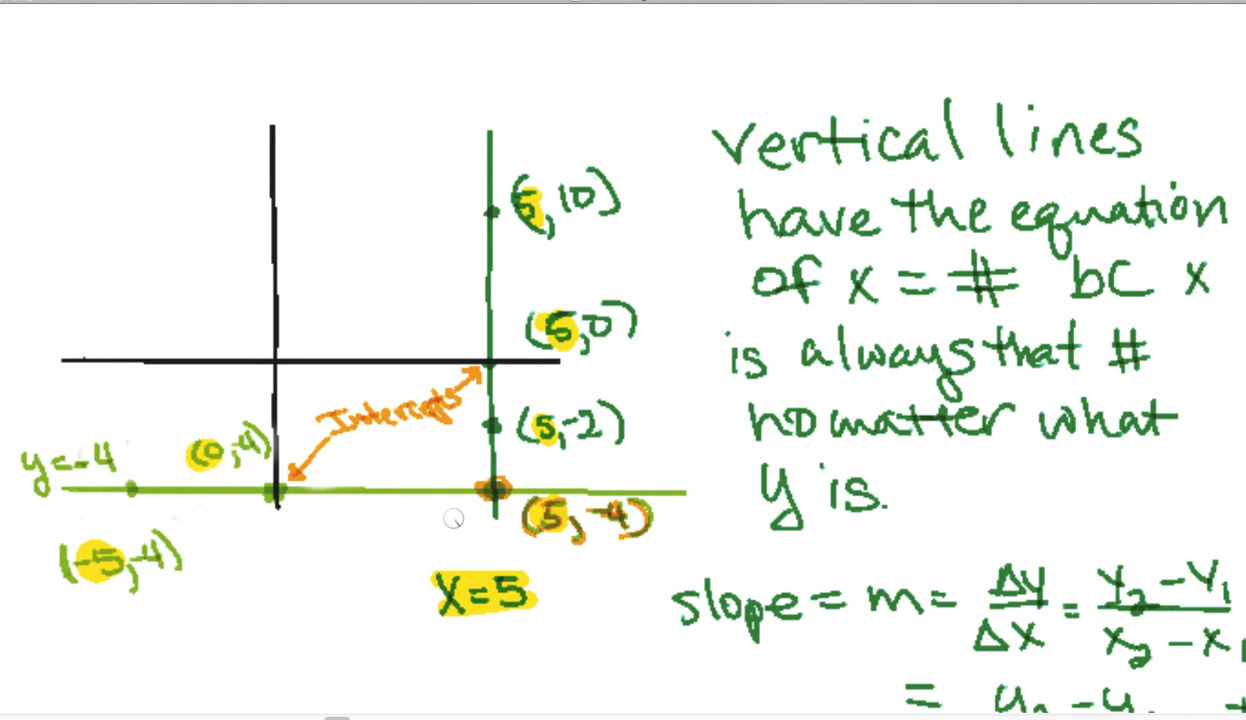 (5,10)
(5,0)
Intercepts
(5,-2)
y=-4
(0,-4)
(5,-4)
(-5,-4)
x=5
vertical lines
have the equation
of x = # bc x
is always that #
no matter what
y is.
slope = m = Δy/Δx = y₂-y₁/x₂-x₁
=